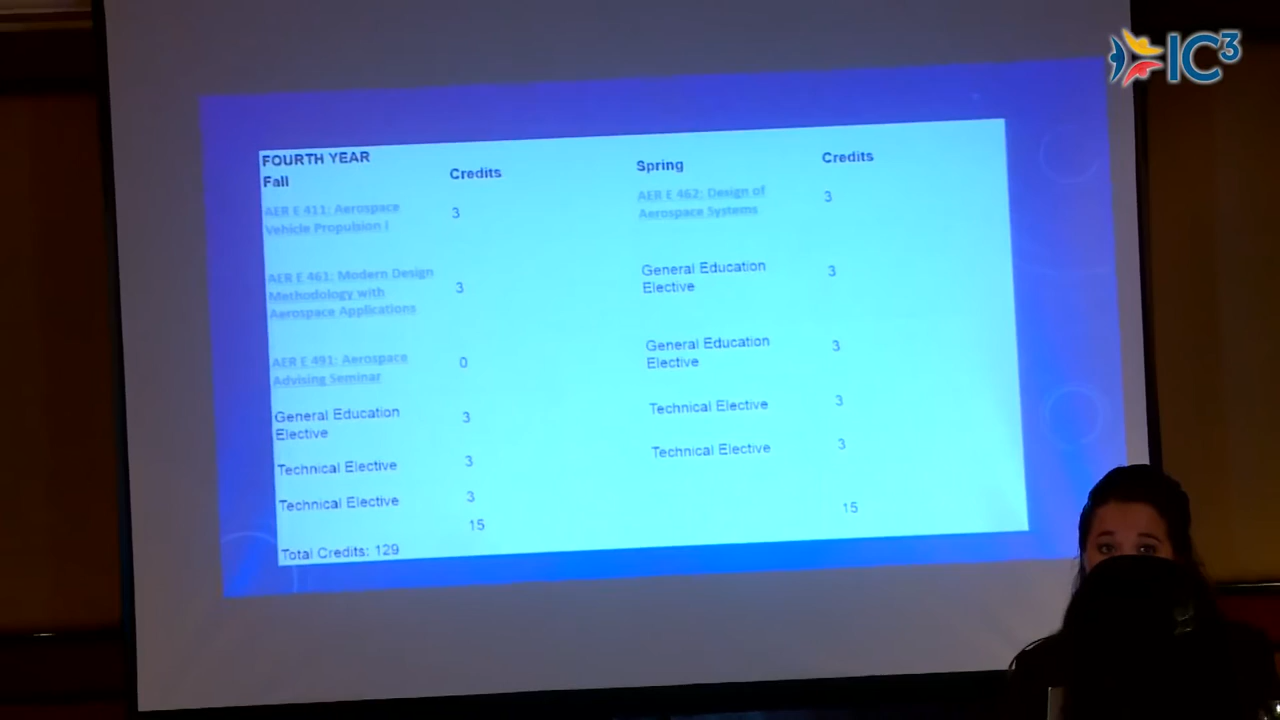 IC³
FOURTH YEAR
Fall
Credits
Spring
Credits
AER E 411: Aerospace
Vehicle Propulsion I
3
AER E 462: Design of
Aerospace Systems
3
AER E 461: Modern Design
Methodology with
Aerospace Applications
3
General Education
Elective
3
AER E 491: Aerospace
Advising Seminar
0
General Education
Elective
3
General Education
Elective
3
Technical Elective
3
Technical Elective
3
Technical Elective
3
Technical Elective
3
15
15
Total Credits: 129